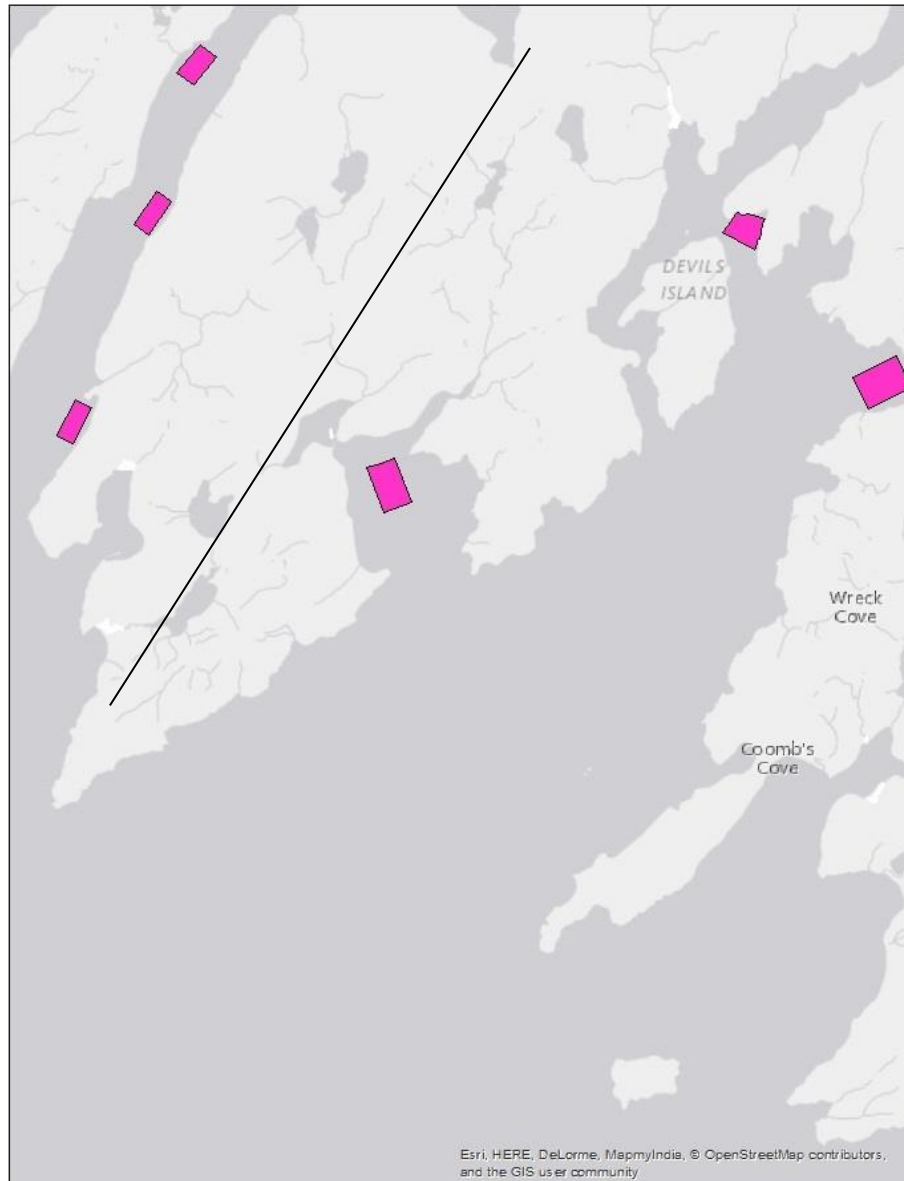 DEVILS
ISLAND
Wreck
Cove
Coomb's
Cove
Esri, HERE, DeLorme, MapmyIndia, © OpenStreetMap contributors,
and the GIS user community